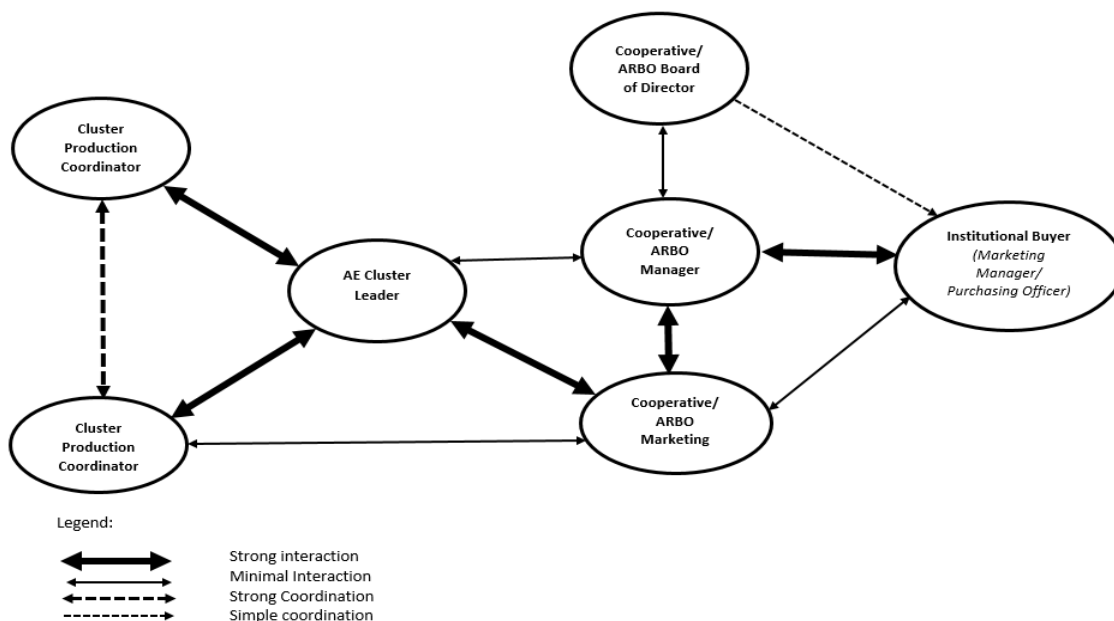 Cooperative/
ARBO Board
of Director
Cluster
Production
Coordinator
Cooperative/
ARBO
Manager
Institutional Buyer
(Marketing
Manager/
Purchasing Officer)
AE Cluster
Leader
Cooperative/
ARBO
Marketing
Cluster
Production
Coordinator
Legend:
Strong interaction
Minimal Interaction
Strong Coordination
Simple coordination